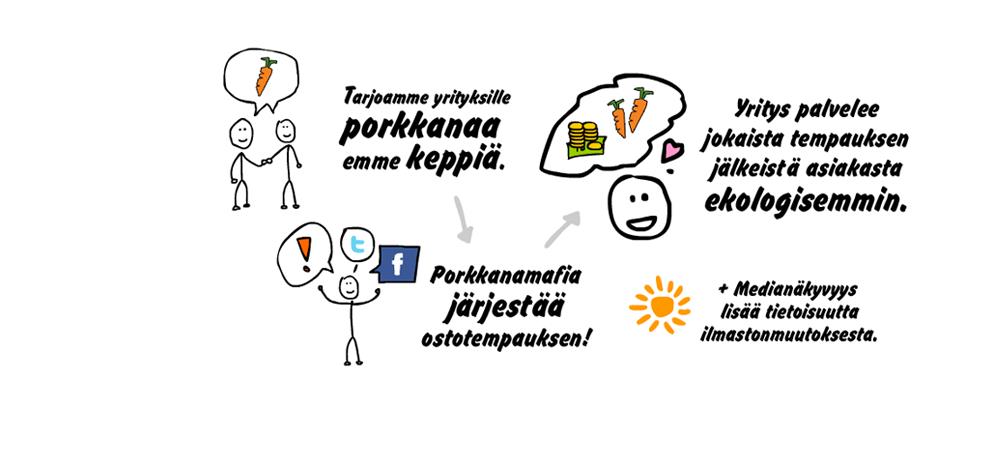 Tarjoamme yrityksille
porkkanaa
emme keppiä.
Porkkanamafia
järjestää
ostotempauksen!
Yritys palvelee
jokaista tempauksen
jälkeistä asiakasta
ekologisemmin.
+ Medianäkyvyys
lisää tietoisuutta
ilmastonmuutoksesta.